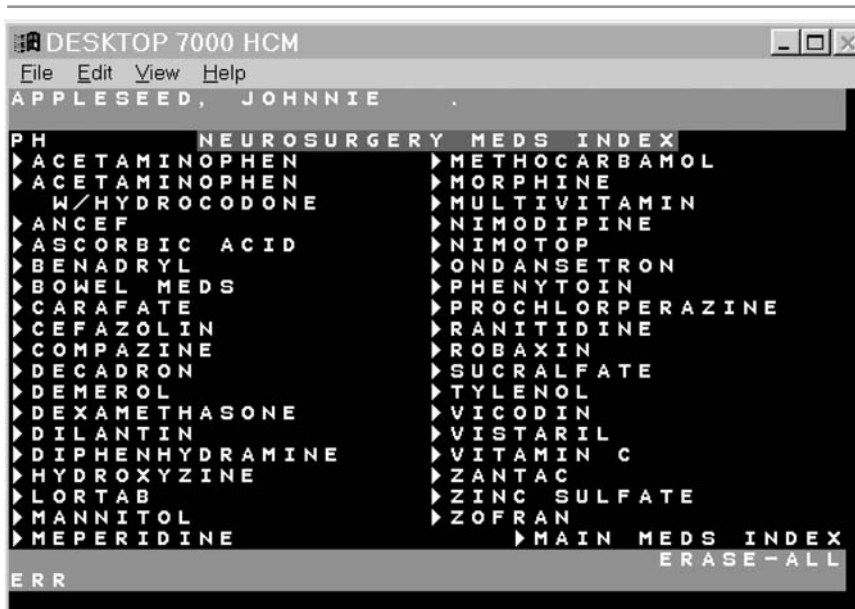 DESKTOP 7000 HCM
File Edit View Help
APPLESEED, JOHNNIE .
PH NEUROSURGERY MEDS INDEX
ACETAMINOPHEN
ACETAMINOPHEN
W/HYDROCODONE
ANCEF
ASCORBIC ACID
BENADRYL
BOWEL MEDS
CARAFATE
CEFAZOLIN
COMPAZINE
DECADRON
DEMEROL
DEXAMETHASONE
DILANTIN
DIPHENHYDRAMINE
HYDROXYZINE
LORTAB
MANNITOL
MEPERIDINE
METHOCARBAMOL
MORPHINE
MULTIVITAMIN
NIMODIPINE
NIMOTOP
ONDANSETRON
PHENYTOIN
PROCHLORPERAZINE
RANITIDINE
ROBAXIN
SUCRALFATE
TYLENOL
VICODIN
VISTARIL
VITAMIN C
ZANTAC
ZINC SULFATE
ZOFRAN
MAIN MEDS INDEX
ERASE-ALL
ERR